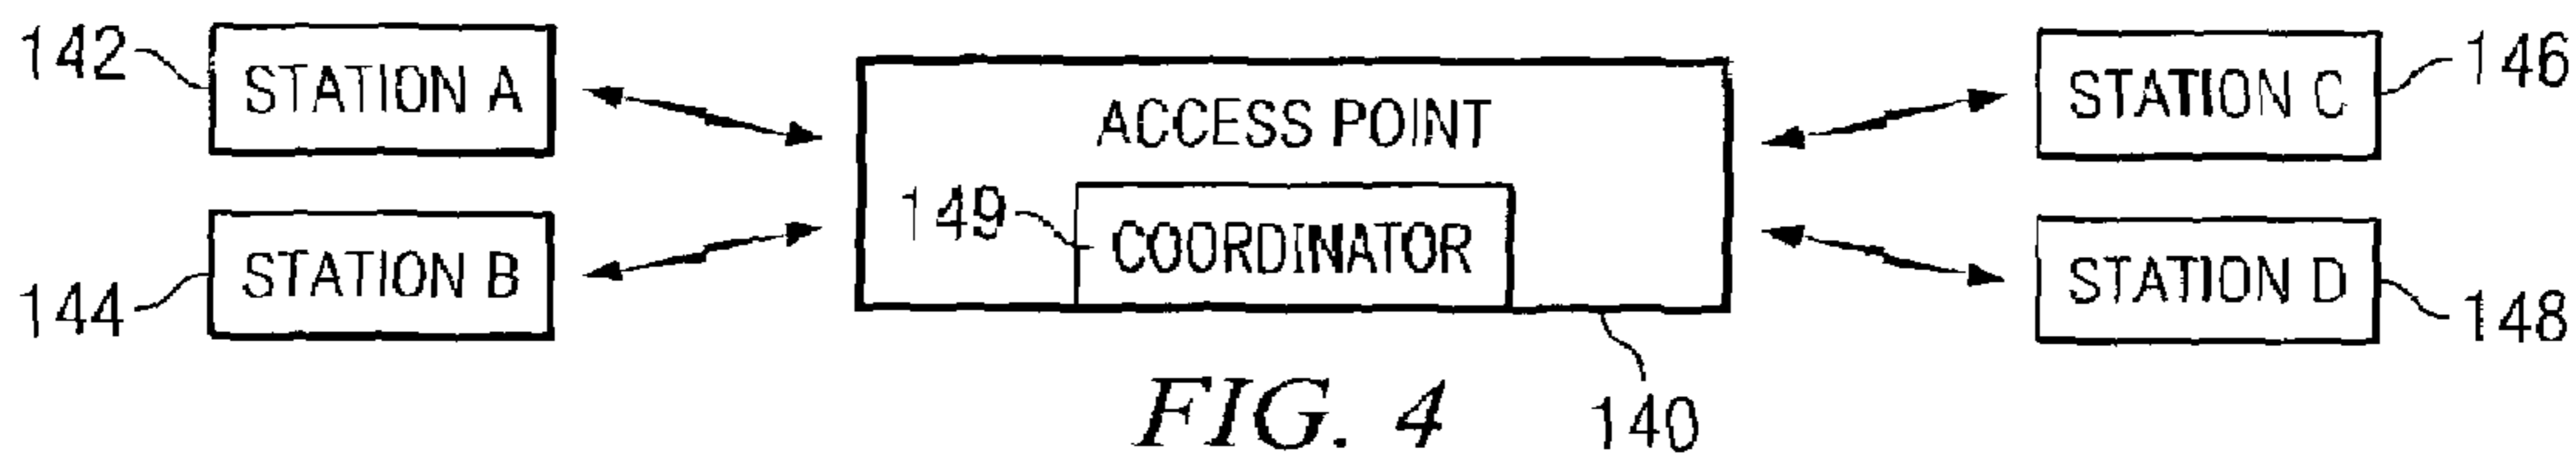 142
STATION A
144
STATION B
ACCESS POINT
149
COORDINATOR
140
STATION C
146
STATION D
148
FIG. 4